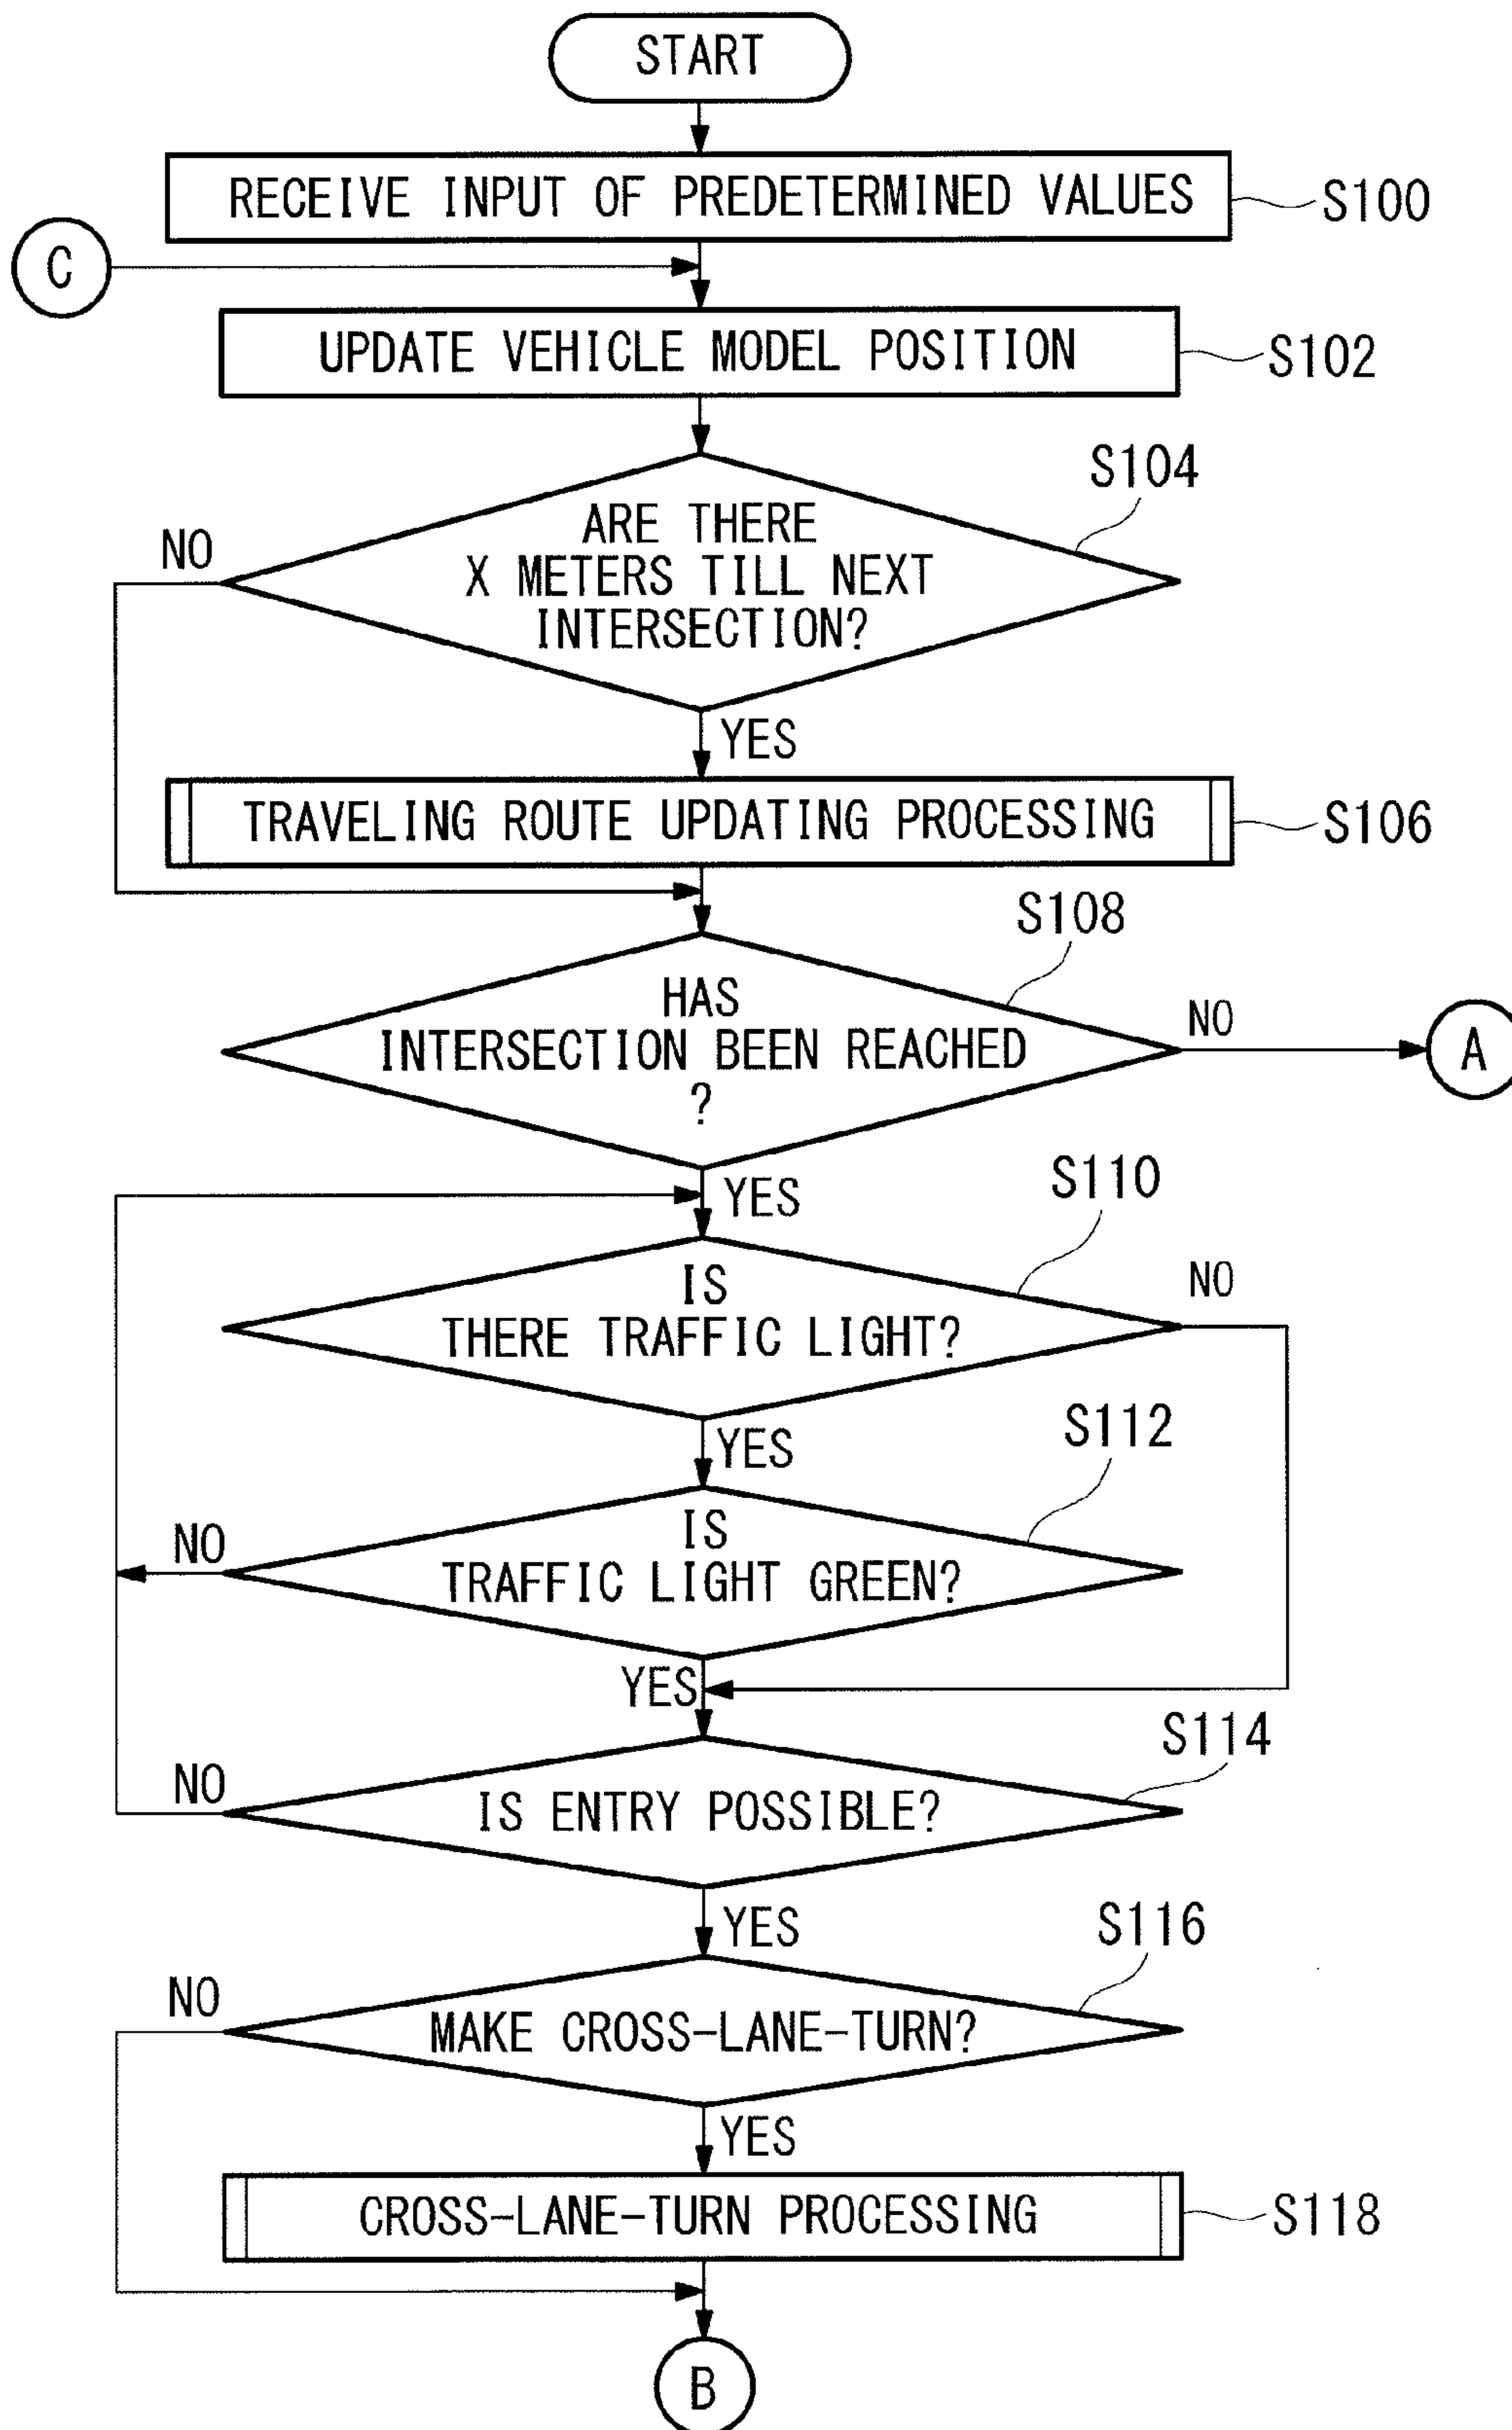 START
RECEIVE INPUT OF PREDETERMINED VALUES
S100
C
UPDATE VEHICLE MODEL POSITION
S102
S104
ARE THERE
X METERS TILL NEXT
INTERSECTION?
NO
YES
TRAVELING ROUTE UPDATING PROCESSING
S106
S108
HAS
INTERSECTION BEEN REACHED
?
NO
A
YES
S110
IS
THERE TRAFFIC LIGHT?
NO
YES
S112
IS
TRAFFIC LIGHT GREEN?
NO
YES
S114
IS ENTRY POSSIBLE?
NO
YES
S116
MAKE CROSS-LANE-TURN?
NO
YES
CROSS-LANE-TURN PROCESSING
S118
B